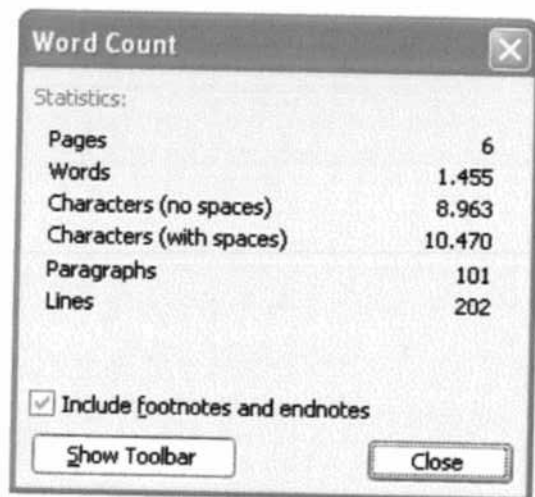 Word Count
Statistics:
Pages 6
Words 1.455
Characters (no spaces) 8.963
Characters (with spaces) 10.470
Paragraphs 101
Lines 202
Include footnotes and endnotes
Show Toolbar Close